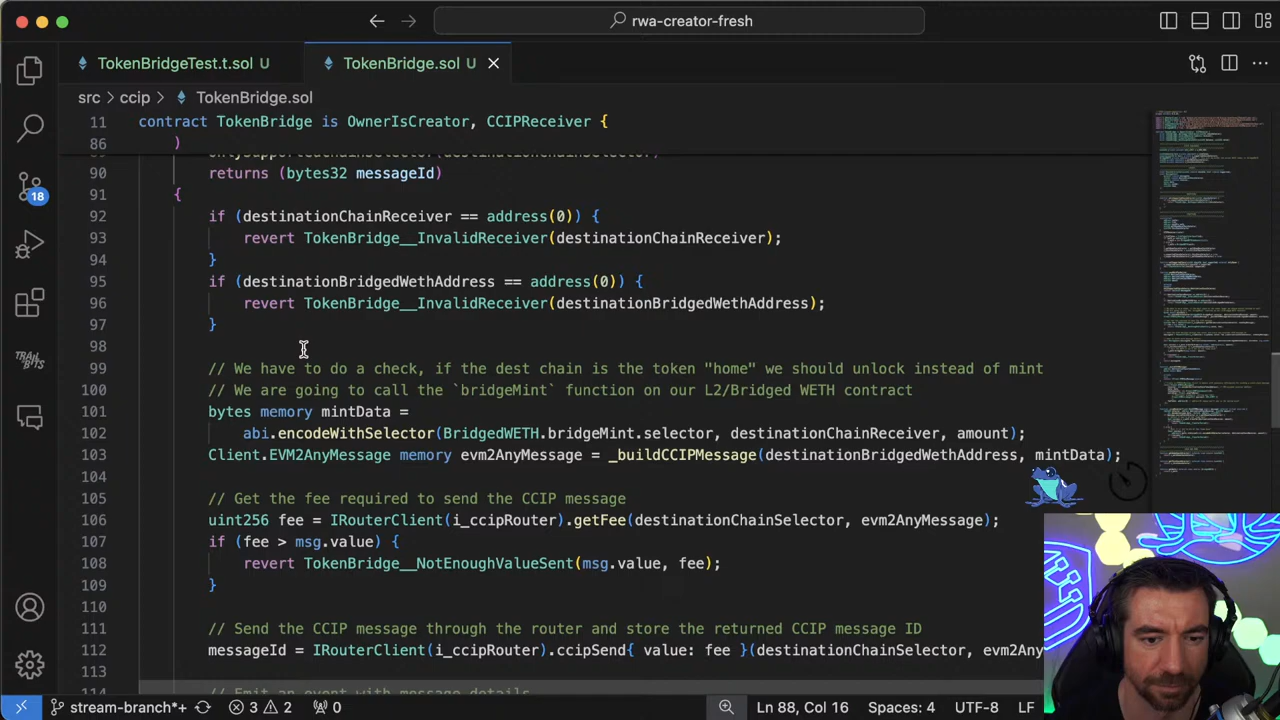 rwa-creator-fresh
TokenBridgeTest.t.sol U
TokenBridge.sol U
src > ccip > TokenBridge.sol
11 contract TokenBridge is OwnerIsCreator, CCIPReceiver {
86 )
90 returns (bytes32 messageId)
91 {
92 if (destinationChainReceiver == address(0)) {
93 revert TokenBridge__InvalidReceiver(destinationChainReceiver);
94 }
95 if (destinationBridgedWethAddress == address(0)) {
96 revert TokenBridge__InvalidReceiver(destinationBridgedWethAddress);
97 }
98
99 // We have to do a check, if the dest chain is the token "home" we should unlock instead of mint
100 // We are going to call the `bridgeMint` function in our L2/Bridged WETH contract
101 bytes memory mintData =
102 abi.encodeWithSelector(BridgedWETH.bridgeMint.selector, destinationChainReceiver, amount);
103 Client.EVM2AnyMessage memory evm2AnyMessage = _buildCCIPMessage(destinationBridgedWethAddress, mintData);
104
105 // Get the fee required to send the CCIP message
106 uint256 fee = IRouterClient(i_ccipRouter).getFee(destinationChainSelector, evm2AnyMessage);
107 if (fee > msg.value) {
108 revert TokenBridge__NotEnoughValueSent(msg.value, fee);
109 }
110
111 // Send the CCIP message through the router and store the returned CCIP message ID
112 messageId = IRouterClient(i_ccipRouter).ccipSend{ value: fee }(destinationChainSelector, evm2Any
113
114 // Emit an event with message details
18
stream-branch*+ 3 2 0 Ln 88, Col 16 Spaces: 4 UTF-8 LF